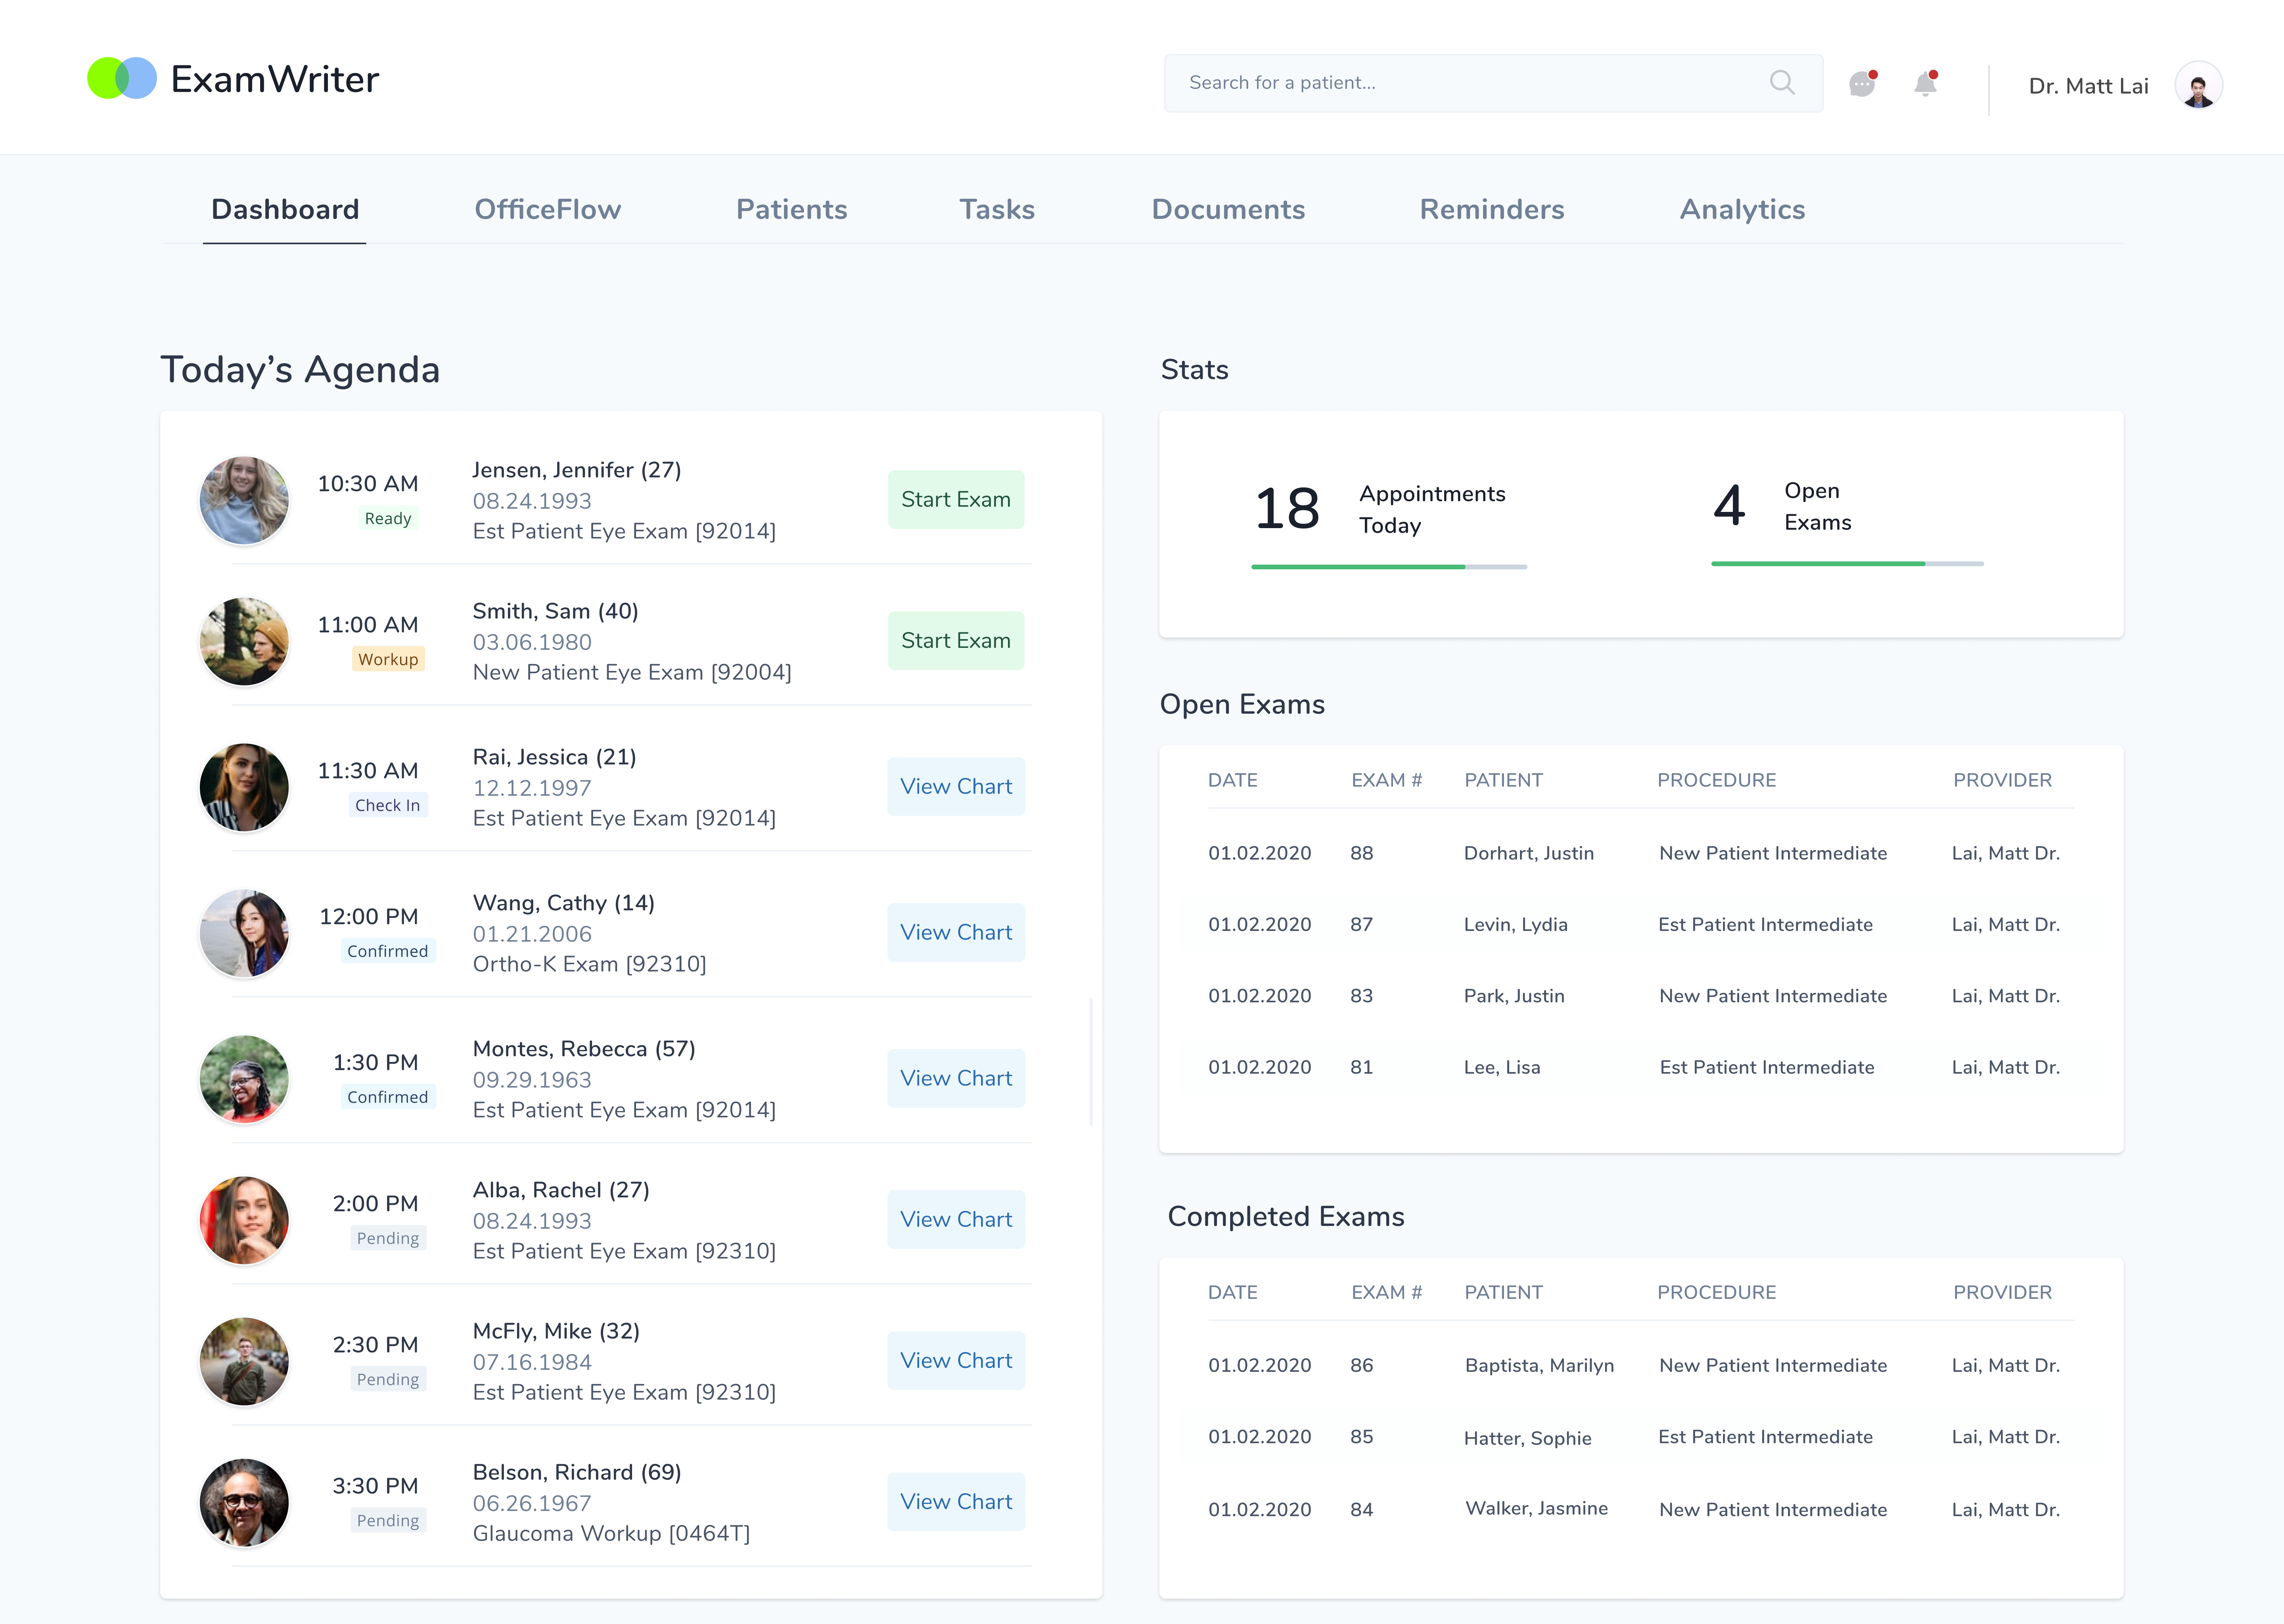 ExamWriter
Search for a patient...
Dr. Matt Lai
Dashboard OfficeFlow Patients Tasks Documents Reminders Analytics
Today’s Agenda
10:30 AM
Ready
Jensen, Jennifer (27)
08.24.1993
Est Patient Eye Exam [92014]
Start Exam
11:00 AM
Workup
Smith, Sam (40)
03.06.1980
New Patient Eye Exam [92004]
Start Exam
11:30 AM
Check In
Rai, Jessica (21)
12.12.1997
Est Patient Eye Exam [92014]
View Chart
12:00 PM
Confirmed
Wang, Cathy (14)
01.21.2006
Ortho-K Exam [92310]
View Chart
1:30 PM
Confirmed
Montes, Rebecca (57)
09.29.1963
Est Patient Eye Exam [92014]
View Chart
2:00 PM
Pending
Alba, Rachel (27)
08.24.1993
Est Patient Eye Exam [92310]
View Chart
2:30 PM
Pending
McFly, Mike (32)
07.16.1984
Est Patient Eye Exam [92310]
View Chart
3:30 PM
Pending
Belson, Richard (69)
06.26.1967
Glaucoma Workup [0464T]
View Chart
Stats
18
Appointments
Today
4
Open
Exams
Open Exams
DATE EXAM # PATIENT PROCEDURE PROVIDER
01.02.2020 88 Dorhart, Justin New Patient Intermediate Lai, Matt Dr.
01.02.2020 87 Levin, Lydia Est Patient Intermediate Lai, Matt Dr.
01.02.2020 83 Park, Justin New Patient Intermediate Lai, Matt Dr.
01.02.2020 81 Lee, Lisa Est Patient Intermediate Lai, Matt Dr.
Completed Exams
DATE EXAM # PATIENT PROCEDURE PROVIDER
01.02.2020 86 Baptista, Marilyn New Patient Intermediate Lai, Matt Dr.
01.02.2020 85 Hatter, Sophie Est Patient Intermediate Lai, Matt Dr.
01.02.2020 84 Walker, Jasmine New Patient Intermediate Lai, Matt Dr.